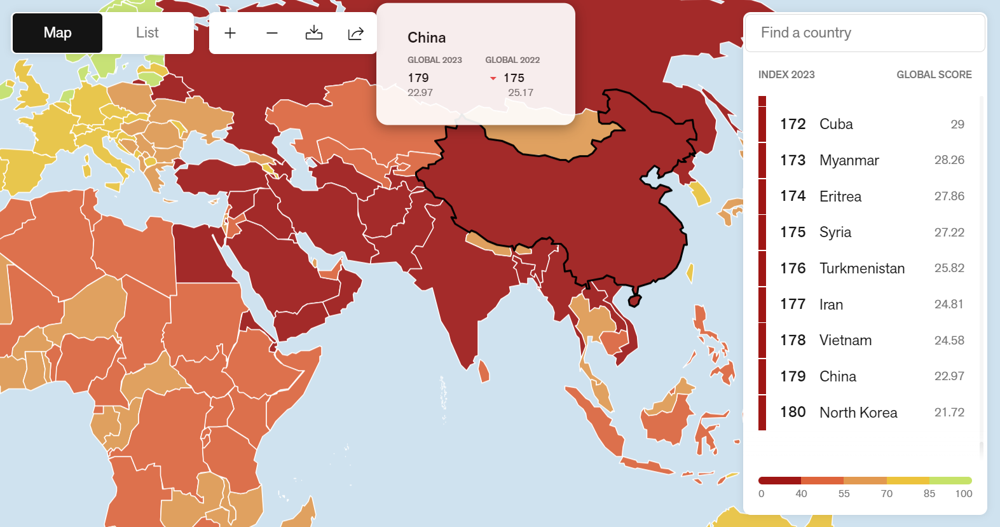 Map
List
China
GLOBAL 2023
GLOBAL 2022
179
175
22.97
25.17
Find a country
INDEX 2023
GLOBAL SCORE
172 Cuba 29
173 Myanmar 28.26
174 Eritrea 27.86
175 Syria 27.22
176 Turkmenistan 25.82
177 Iran 24.81
178 Vietnam 24.58
179 China 22.97
180 North Korea 21.72
0 40 55 70 85 100